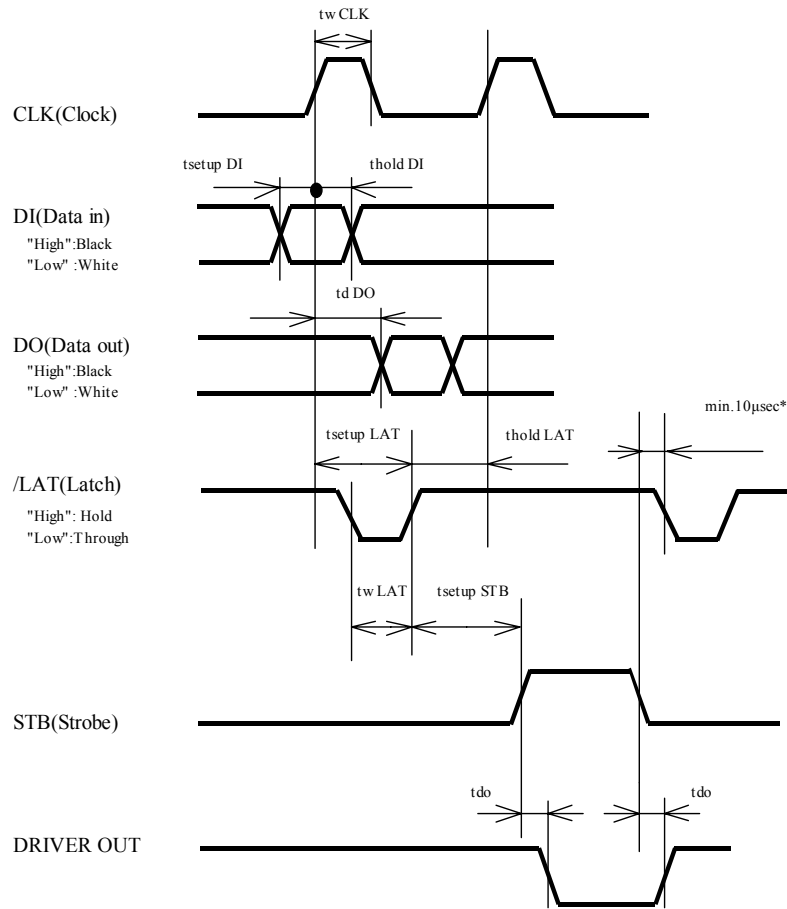 tw CLK
CLK(Clock)
tsetup DI
thold DI
DI(Data in)
"High":Black
"Low" :White
td DO
DO(Data out)
"High":Black
"Low" :White
min.10μsec*
tsetup LAT
thold LAT
/LAT(Latch)
"High": Hold
"Low":Through
tw LAT
tsetup STB
STB(Strobe)
tdo
tdo
DRIVER OUT